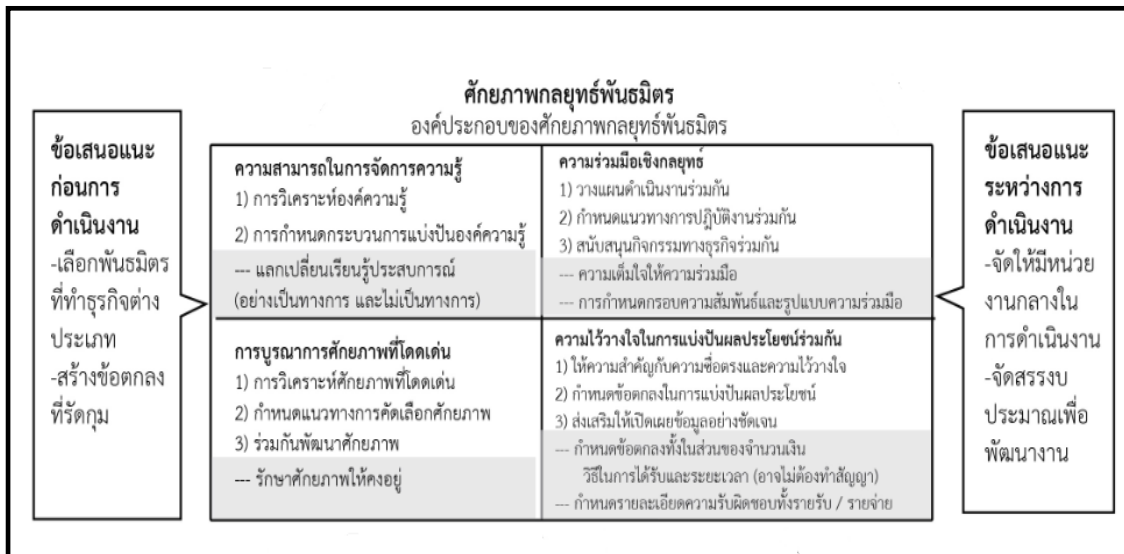 ศักยภาพกลยุทธ์พันธมิตร
องค์ประกอบของศักยภาพกลยุทธ์พันธมิตร
ข้อเสนอแนะ
ก่อนการ
ดำเนินงาน
-เลือกพันธมิตร
ที่ทำธุรกิจต่าง
ประเภท
-สร้างข้อตกลง
ที่รัดกุม
ความสามารถในการจัดการความรู้
1) การวิเคราะห์องค์ความรู้
2) การกำหนดกระบวนการแบ่งปันองค์ความรู้
--- แลกเปลี่ยนเรียนรู้ประสบการณ์
(อย่างเป็นทางการ และไม่เป็นทางการ)
ความร่วมมือเชิงกลยุทธ์
1) วางแผนดำเนินงานร่วมกัน
2) กำหนดแนวทางการปฏิบัติงานร่วมกัน
3) สนับสนุนกิจกรรมทางธุรกิจร่วมกัน
--- ความเต็มใจให้ความร่วมมือ
--- การกำหนดกรอบความสัมพันธ์และรูปแบบความร่วมมือ
การบูรณาการศักยภาพที่โดดเด่น
1) การวิเคราะห์ศักยภาพที่โดดเด่น
2) กำหนดแนวทางการคัดเลือกศักยภาพ
3) ร่วมกันพัฒนาศักยภาพ
--- รักษาศักยภาพให้คงอยู่
ความไว้วางใจในการแบ่งปันผลประโยชน์ร่วมกัน
1) ให้ความสำคัญกับความซื่อตรงและความไว้วางใจ
2) กำหนดข้อตกลงในการแบ่งปันผลประโยชน์
3) ส่งเสริมให้เปิดเผยข้อมูลอย่างชัดเจน
--- กำหนดข้อตกลงทั้งในส่วนของจำนวนเงิน
วิธีในการได้รับและระยะเวลา (อาจไม่ต้องทำสัญญา)
--- กำหนดรายละเอียดความรับผิดชอบทั้งรายรับ / รายจ่าย
ข้อเสนอแนะ
ระหว่างการ
ดำเนินงาน
-จัดให้มีหน่วย
งานกลางใน
การดำเนินงาน
-จัดสรรงบ
ประมาณเพื่อ
พัฒนางาน